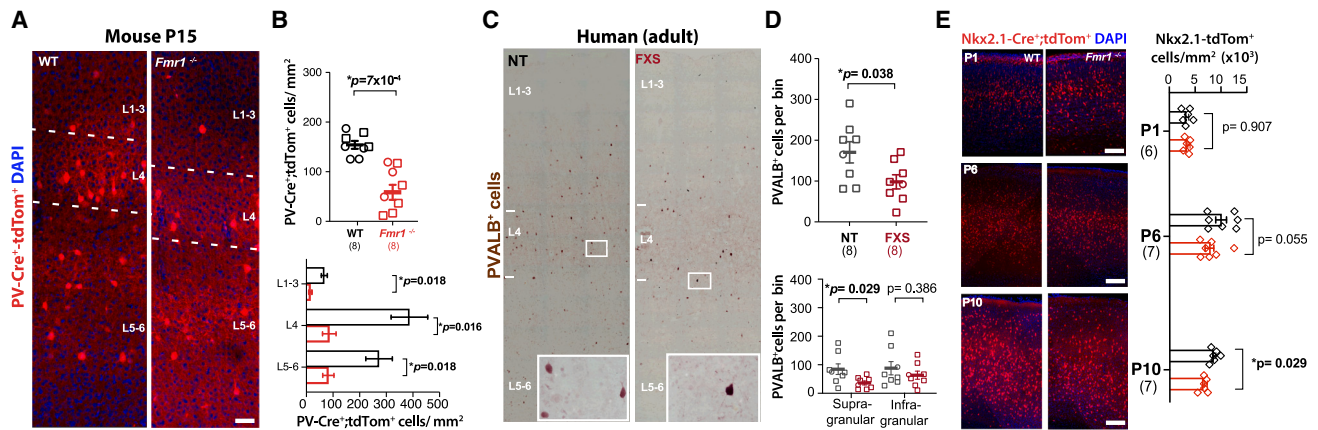 A
Mouse P15
WT
Fmr1 -/-
L1-3
L1-3
L4
L4
L5-6
L5-6
PV-Cre⁺-tdTom⁺ DAPI
B
PV-Cre⁺;tdTom⁺ cells/ mm²
300
200
100
0
*p=7x10⁻⁴
WT
(8)
Fmr1 -/-
(8)
L1-3
L4
L5-6
*p=0.018
*p=0.016
*p=0.018
0 100 200 300 400 500
PV-Cre⁺;tdTom⁺ cells/ mm²
C
Human (adult)
NT
FXS
L1-3
L1-3
L4
L4
L5-6
L5-6
PVALB⁺ cells
D
PVALB⁺ cells per bin
400
300
200
100
0
*p= 0.038
NT
(8)
FXS
(8)
PVALB⁺cells per bin
400
300
200
100
0
*p= 0.029
p= 0.386
Supra-
granular
Infra-
granular
E
Nkx2.1-Cre⁺;tdTom⁺ DAPI
P1
WT
Fmr1 -/-
P6
P10
Nkx2.1-tdTom⁺
cells/mm² (x10³)
0 5 10 15
P1
(6)
p= 0.907
P6
(7)
p= 0.055
P10
(7)
*p= 0.029